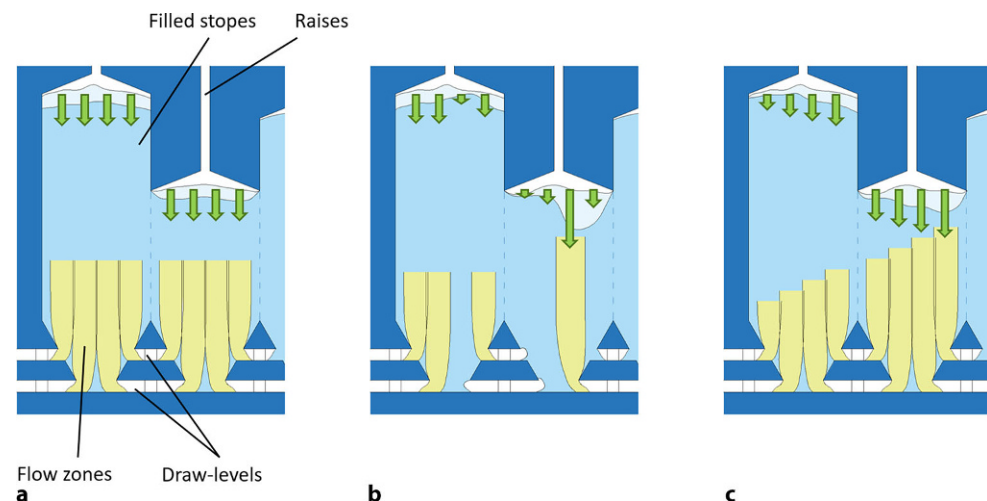 Filled stopes
Raises
Flow zones
Draw-levels
a
b
c